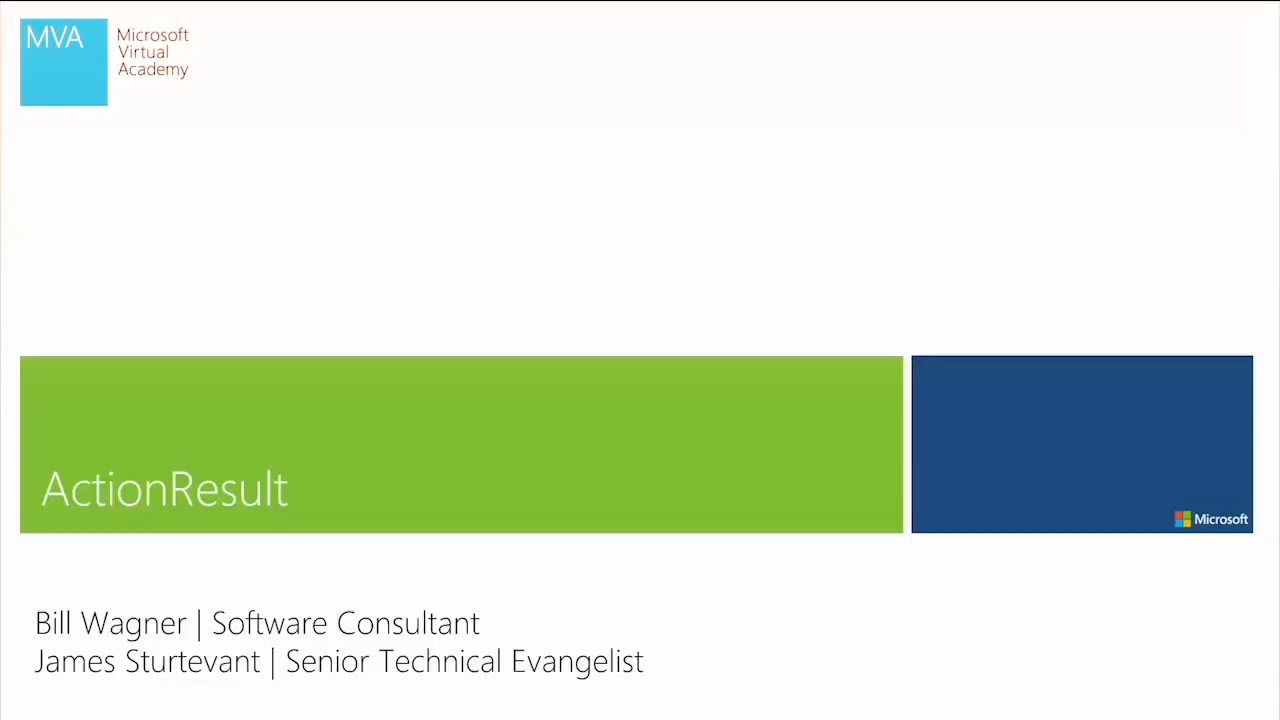 MVA
Microsoft
Virtual
Academy
ActionResult
Microsoft
Bill Wagner | Software Consultant
James Sturtevant | Senior Technical Evangelist